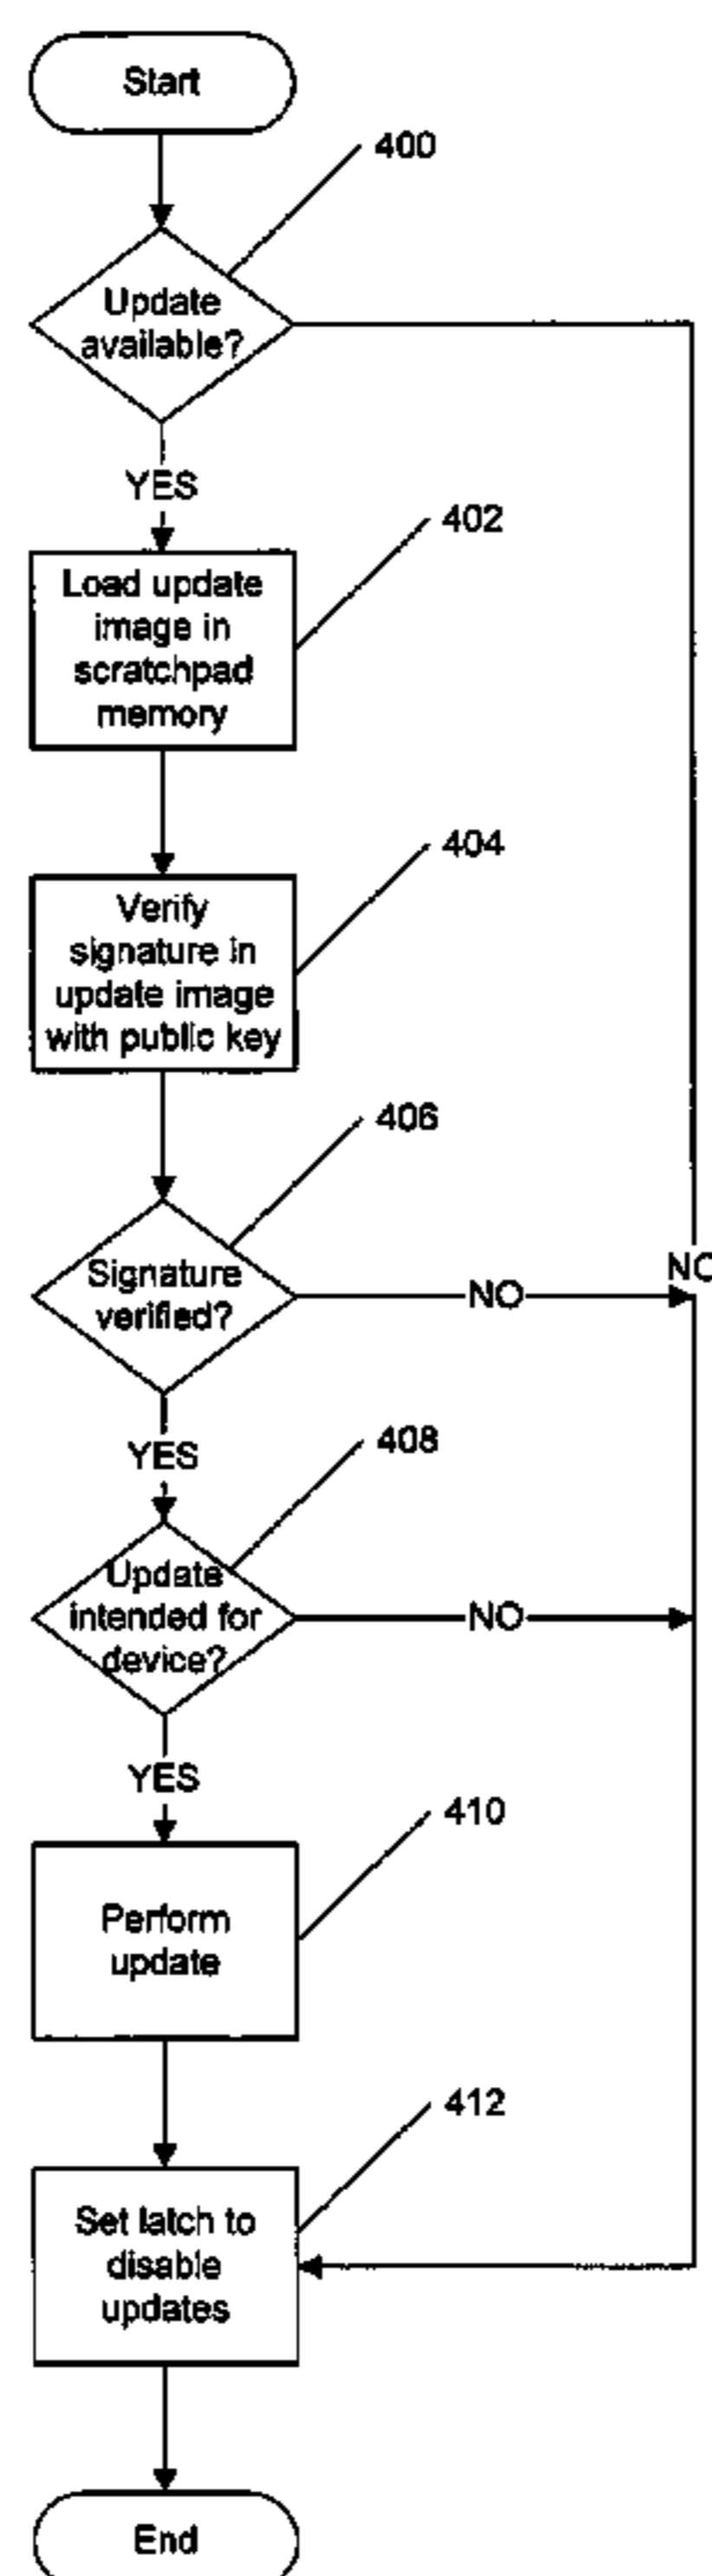 Start
400
Update
available?
YES
402
Load update
image in
scratchpad
memory
404
Verify
signature in
update image
with public key
406
NO
Signature
verified?
NO
YES
408
Update
intended for
device?
NO
YES
410
Perform
update
412
Set latch to
disable
updates
End